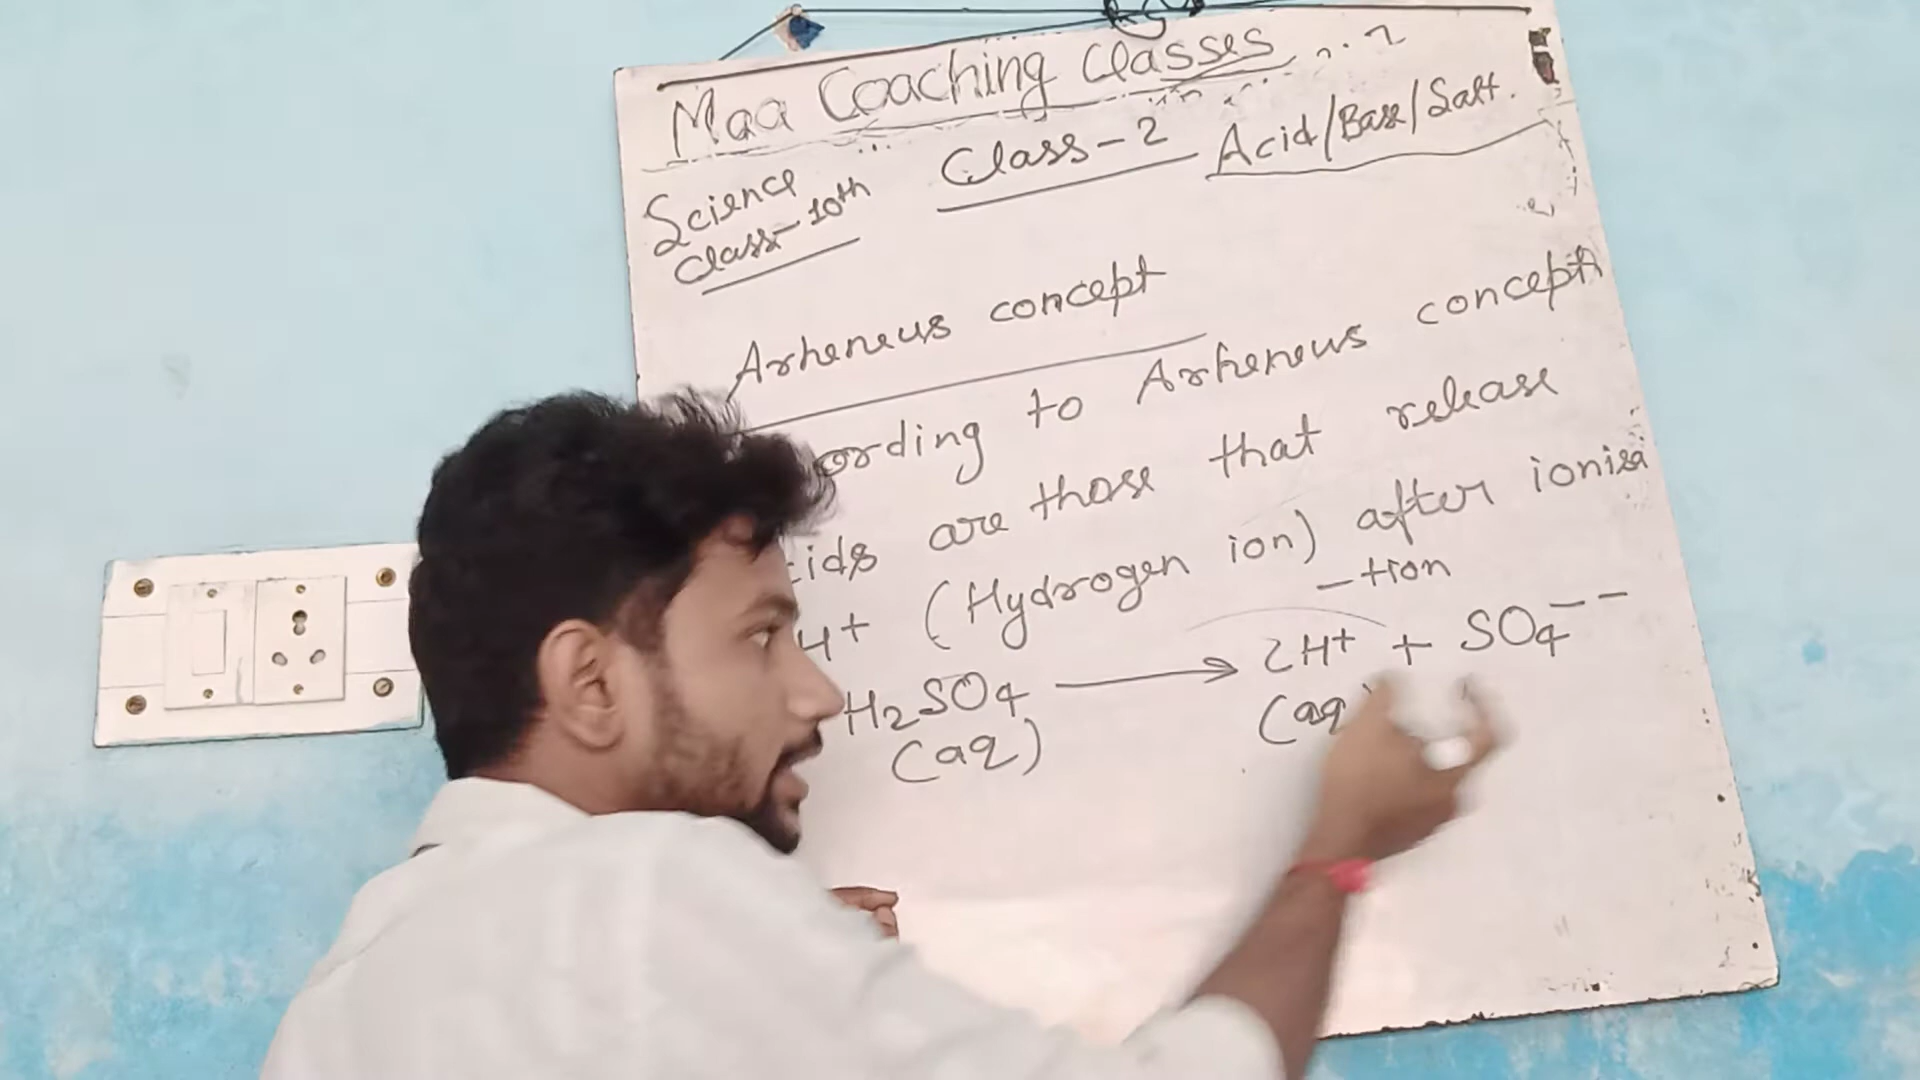 Maa Coaching Classes
Science Class-2 Acid/Base/Salt.
Class-10th
Arheneus concept
ording to Arheneus concept
ids are those that release
H+ (Hydrogen ion) after ionisa
-tion
H2SO4 → 2H+ + SO4--
(aq) (aq